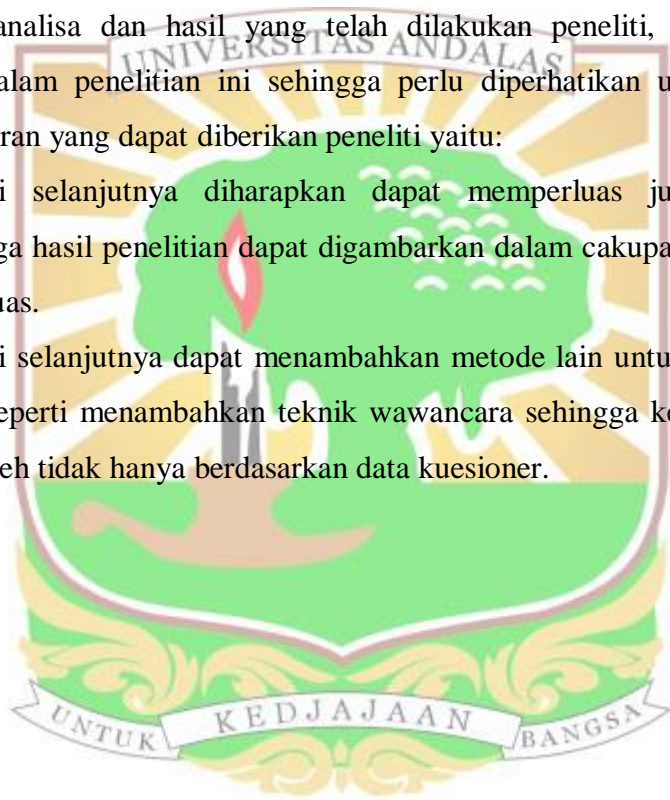 analisa dan hasil yang telah dilakukan peneliti,
UNIVERSITAS ANDALAS
alam penelitian ini sehingga perlu diperhatikan u
ran yang dapat diberikan peneliti yaitu:
i selanjutnya diharapkan dapat memperluas ju
ga hasil penelitian dapat digambarkan dalam cakupa
uas.
i selanjutnya dapat menambahkan metode lain untu
seperti menambahkan teknik wawancara sehingga ke
eh tidak hanya berdasarkan data kuesioner.
UNTUK KEDJAJAAN BANGSA